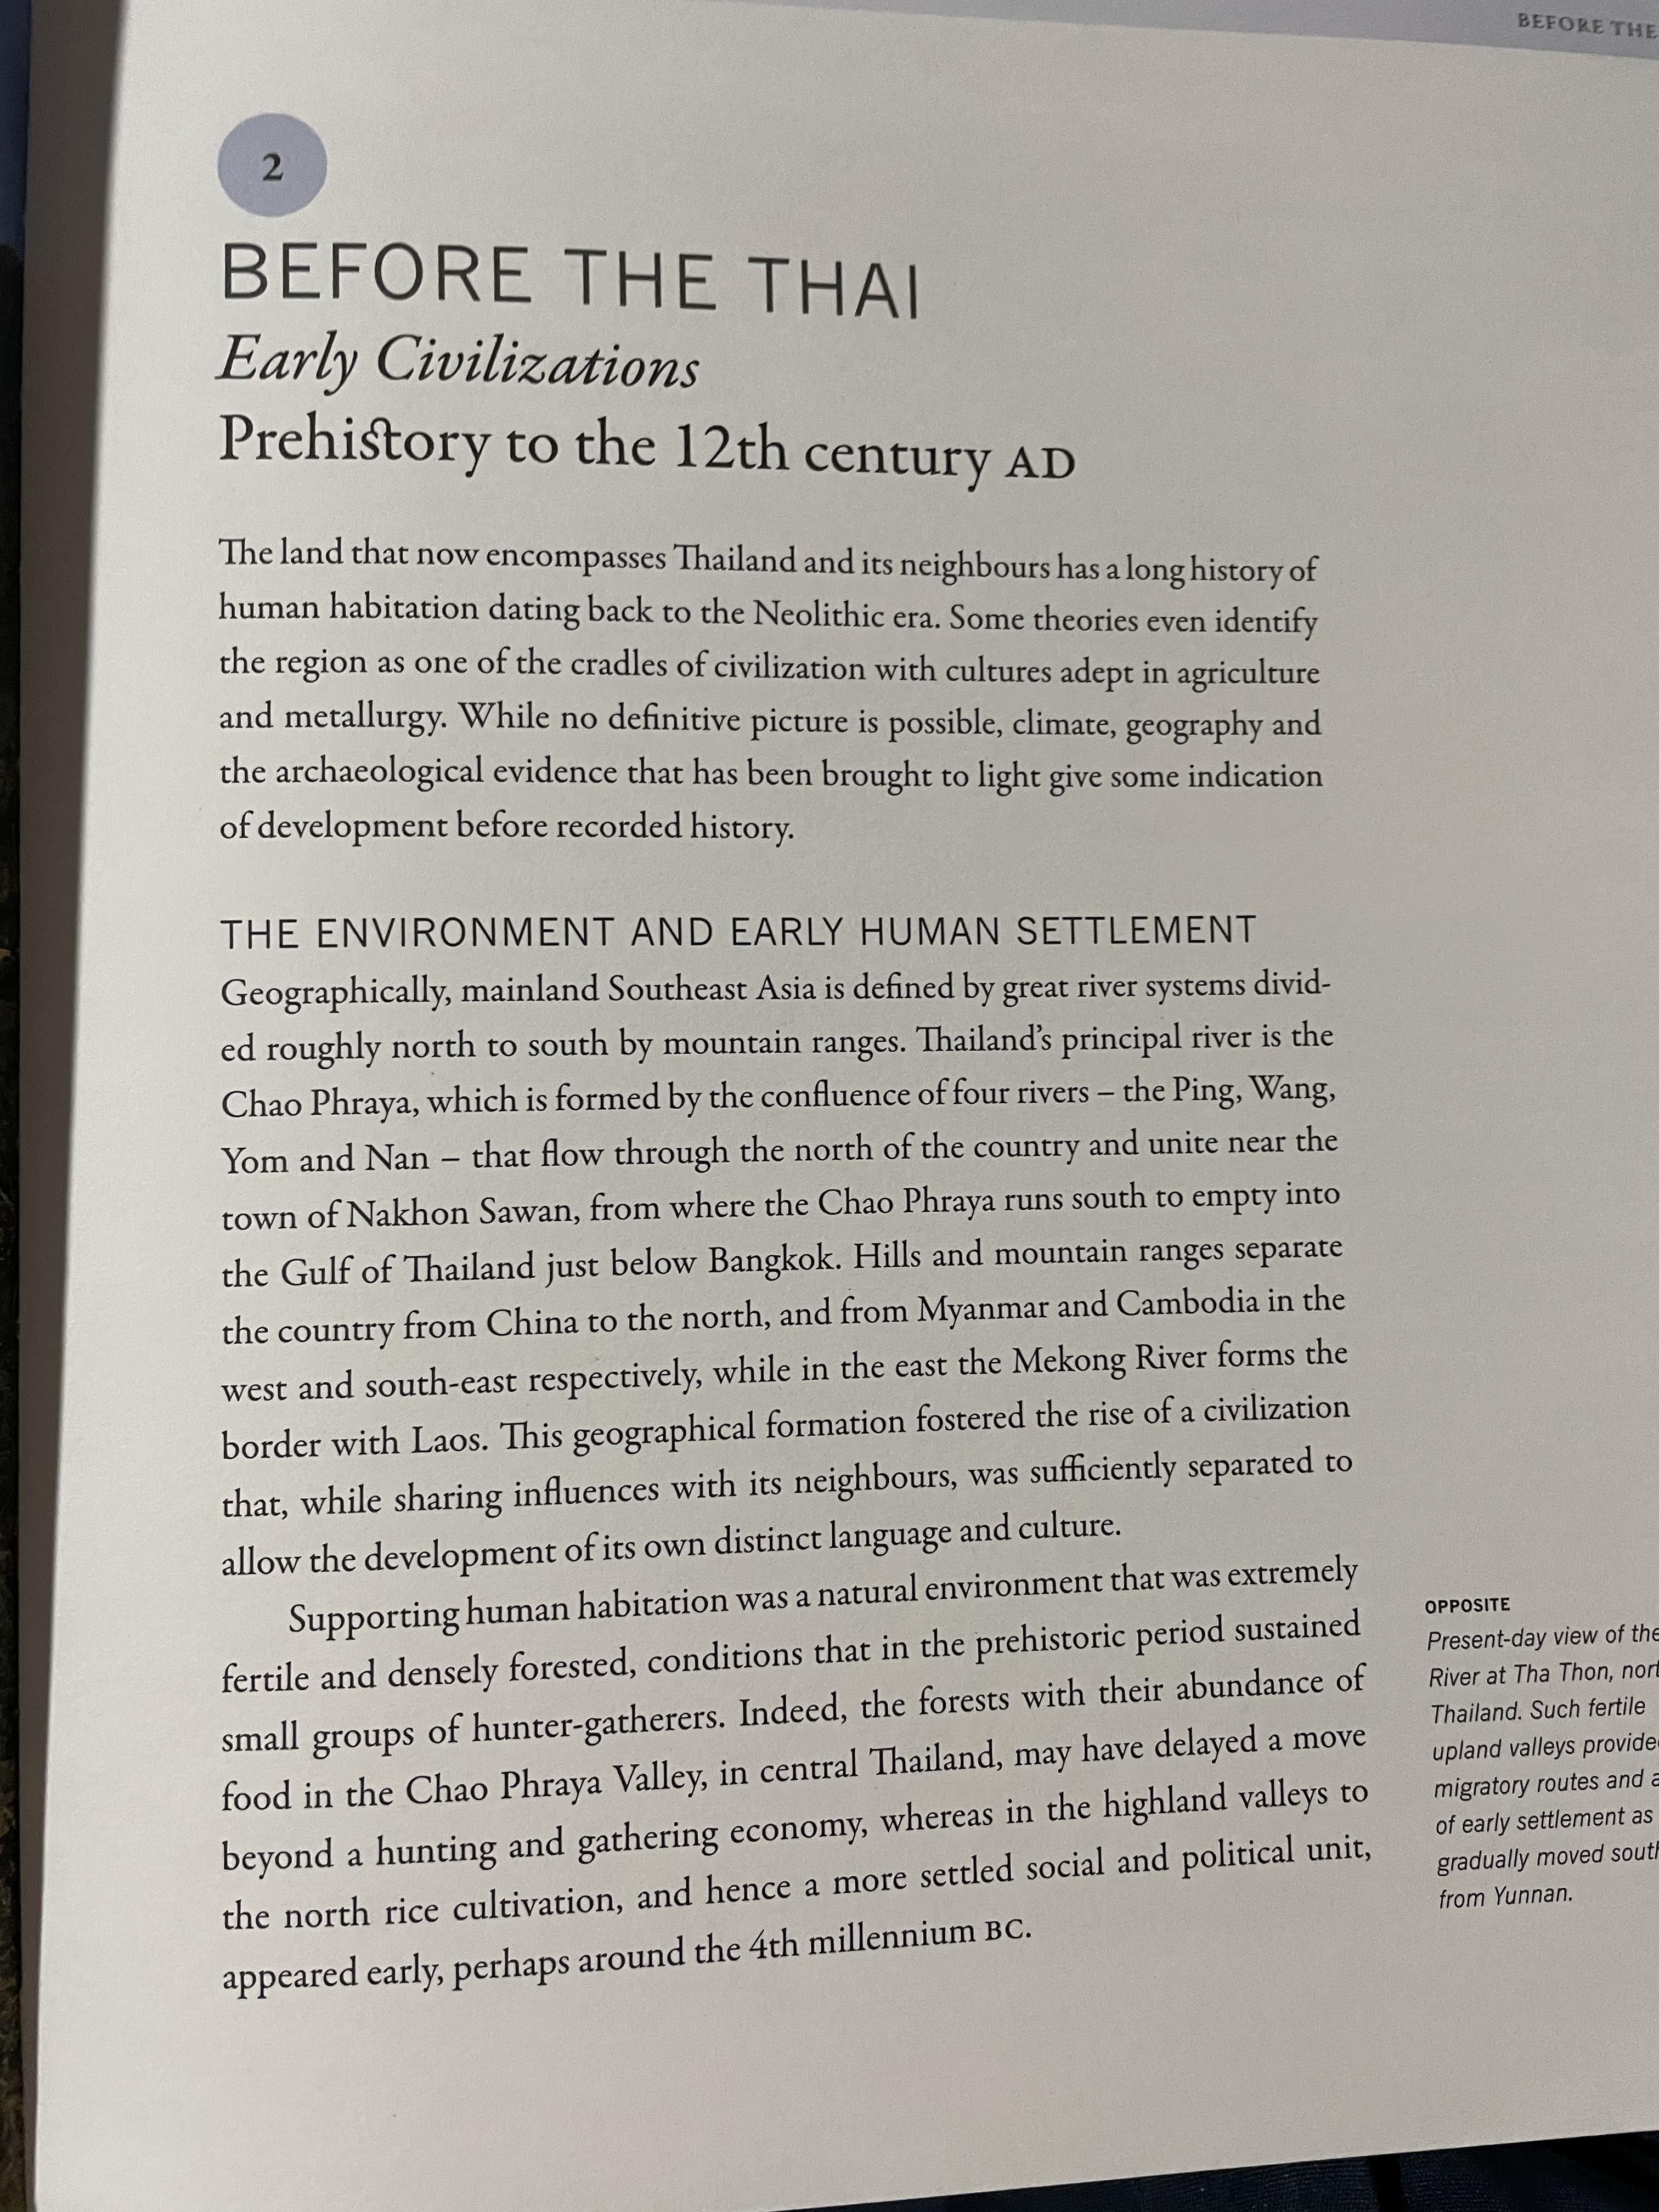 BEFORE THE
2
BEFORE THE THAI
Early Civilizations
Prehistory to the 12th century AD
The land that now encompasses Thailand and its neighbours has a long history of
human habitation dating back to the Neolithic era. Some theories even identify
the region as one of the cradles of civilization with cultures adept in agriculture
and metallurgy. While no definitive picture is possible, climate, geography and
the archaeological evidence that has been brought to light give some indication
of development before recorded history.
THE ENVIRONMENT AND EARLY HUMAN SETTLEMENT
Geographically, mainland Southeast Asia is defined by great river systems divid-
ed roughly north to south by mountain ranges. Thailand’s principal river is the
Chao Phraya, which is formed by the confluence of four rivers – the Ping, Wang,
Yom and Nan – that flow through the north of the country and unite near the
town of Nakhon Sawan, from where the Chao Phraya runs south to empty into
the Gulf of Thailand just below Bangkok. Hills and mountain ranges separate
the country from China to the north, and from Myanmar and Cambodia in the
west and south-east respectively, while in the east the Mekong River forms the
border with Laos. This geographical formation fostered the rise of a civilization
that, while sharing influences with its neighbours, was sufficiently separated to
allow the development of its own distinct language and culture.
Supporting human habitation was a natural environment that was extremely
fertile and densely forested, conditions that in the prehistoric period sustained
small groups of hunter-gatherers. Indeed, the forests with their abundance of
food in the Chao Phraya Valley, in central Thailand, may have delayed a move
beyond a hunting and gathering economy, whereas in the highland valleys to
the north rice cultivation, and hence a more settled social and political unit,
appeared early, perhaps around the 4th millennium BC.
OPPOSITE
Present-day view of the
River at Tha Thon,
Thailand. Such fertile
upland valleys
migratory routes and
of early settlement as
gradually moved
from Yunnan.